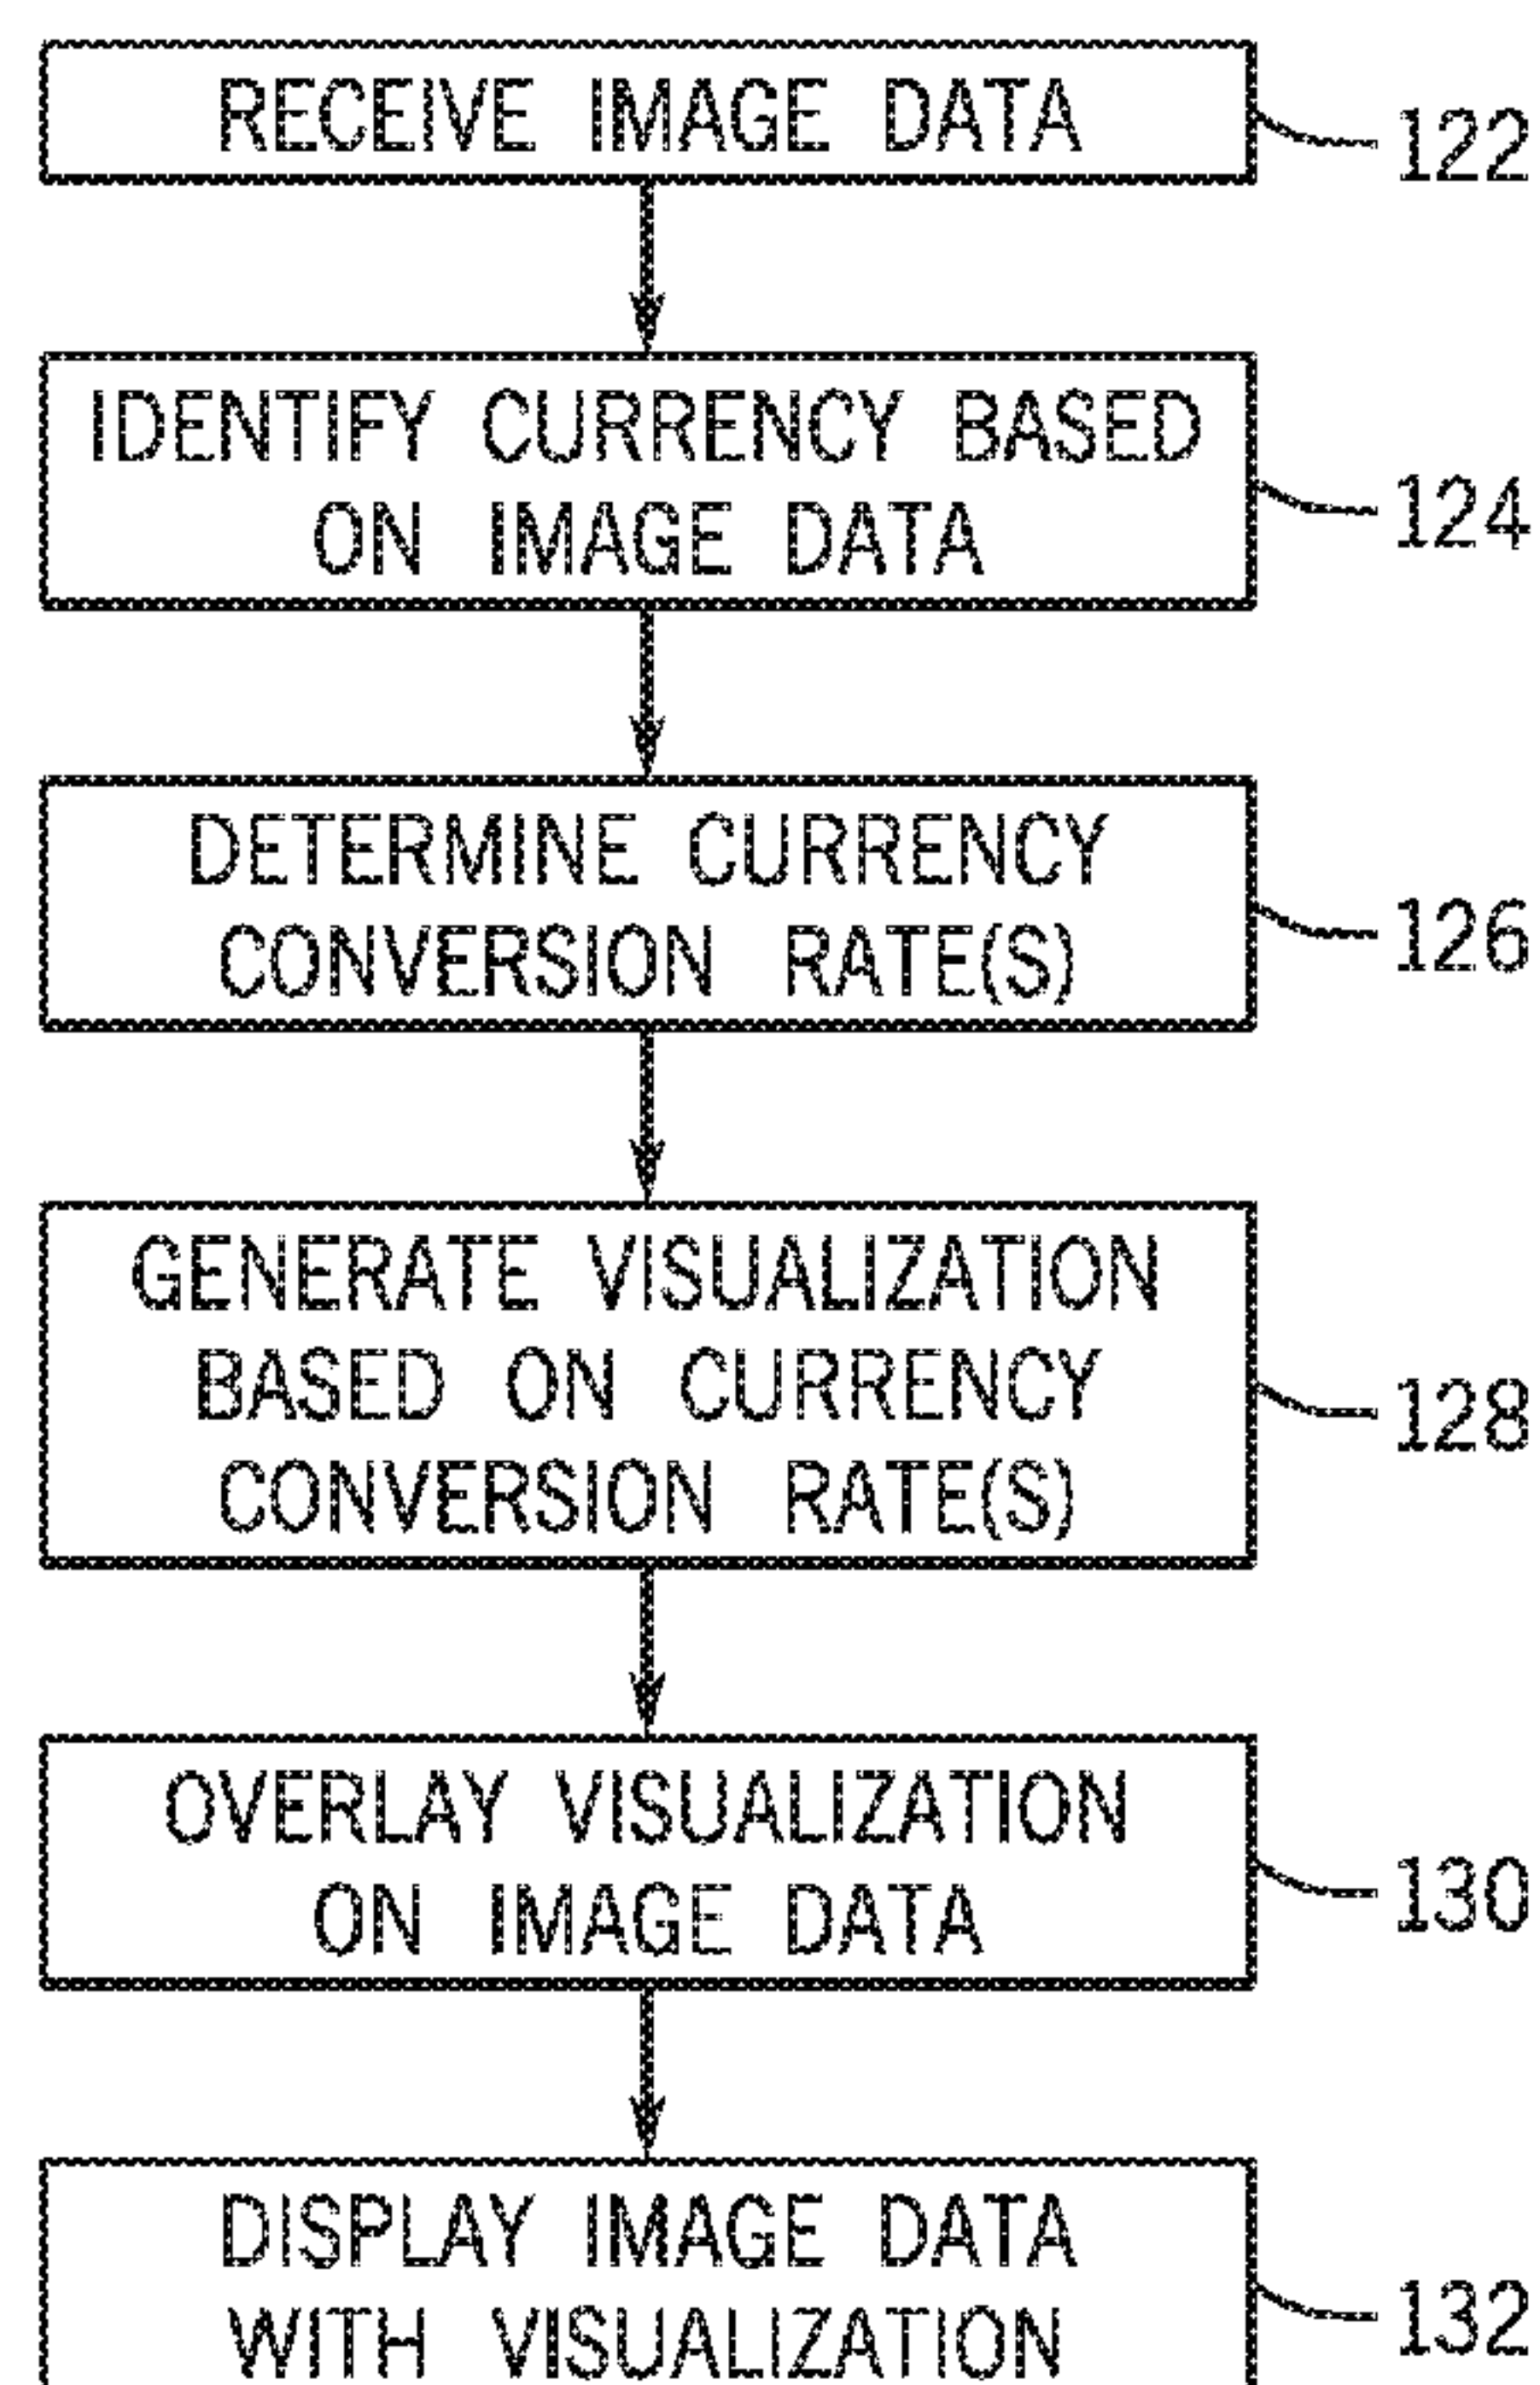 RECEIVE IMAGE DATA
122
IDENTIFY CURRENCY BASED
ON IMAGE DATA
124
DETERMINE CURRENCY
CONVERSION RATE(S)
126
GENERATE VISUALIZATION
BASED ON CURRENCY
CONVERSION RATE(S)
128
OVERLAY VISUALIZATION
ON IMAGE DATA
130
DISPLAY IMAGE DATA
WITH VISUALIZATION
132